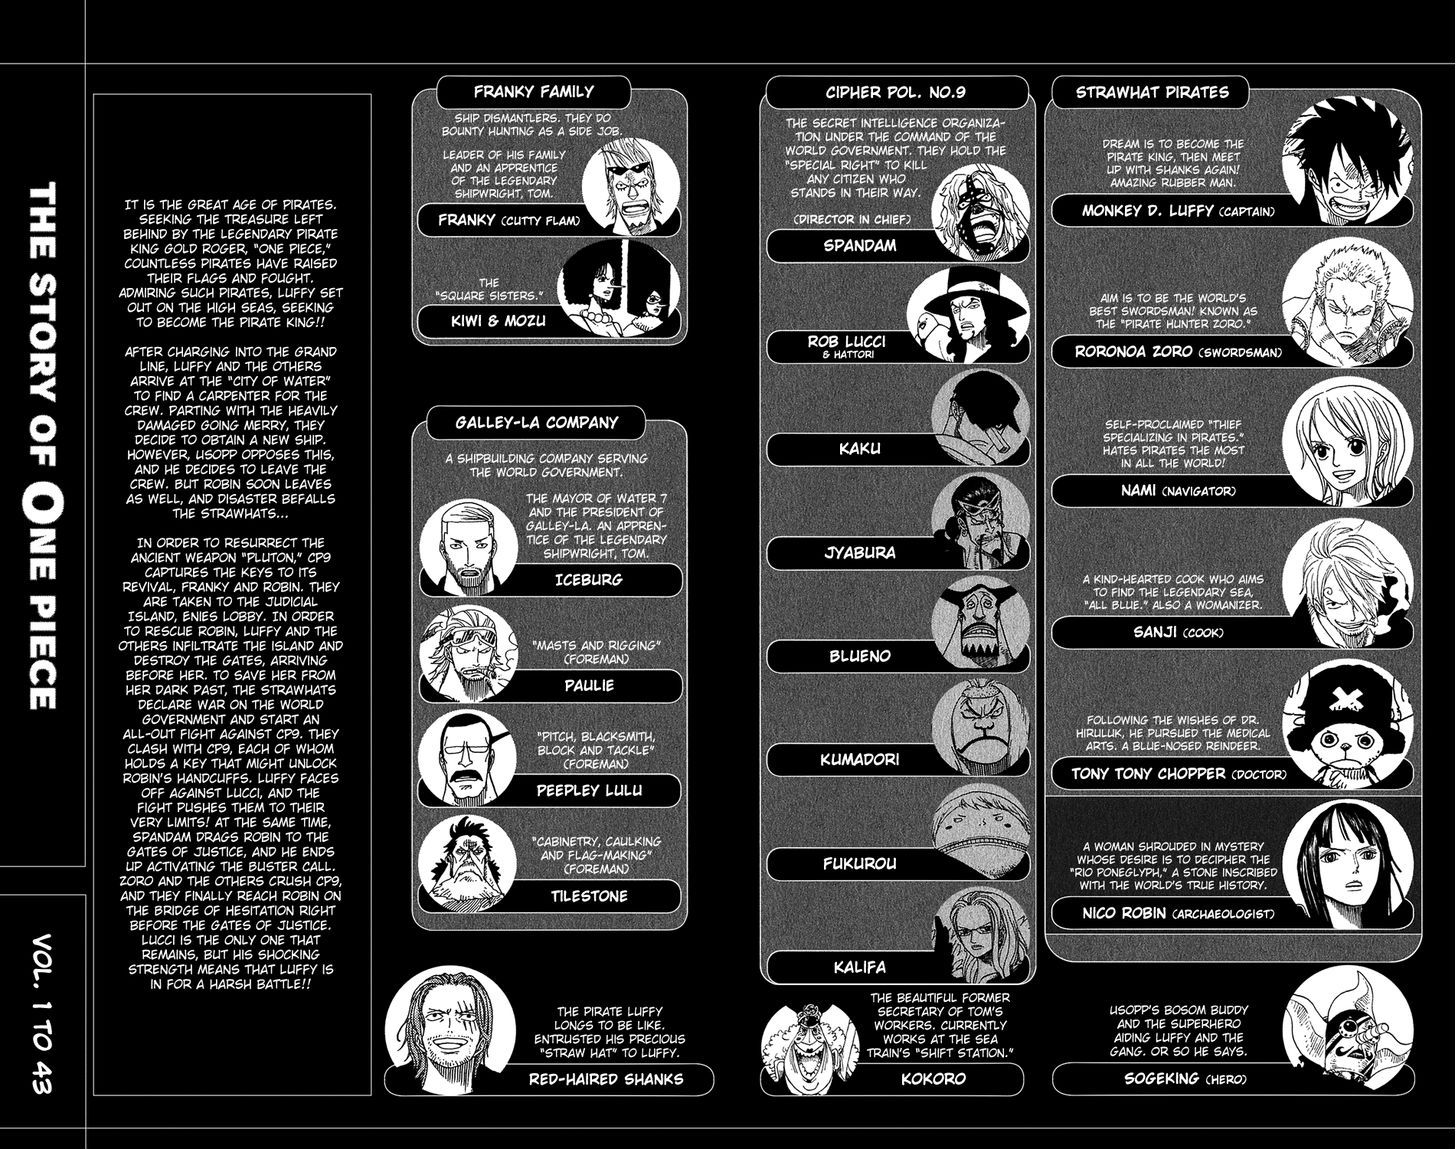 THE STORY OF ONE PIECE
VOL. 1 TO 43
IT IS THE GREAT AGE OF PIRATES.
SEEKING THE TREASURE LEFT
BEHIND BY THE LEGENDARY PIRATE
KING GOLD ROGER, "ONE PIECE,"
COUNTLESS PIRATES HAVE RAISED
THEIR FLAGS AND FOUGHT.
ADMIRING SUCH PIRATES, LUFFY SET
OUT ON THE HIGH SEAS, SEEKING
TO BECOME THE PIRATE KING!!
AFTER CHARGING INTO THE GRAND
LINE, LUFFY AND THE OTHERS
ARRIVE AT THE "CITY OF WATER"
TO FIND A CARPENTER FOR THE
CREW. PARTING WITH THE HEAVILY
DAMAGED GOING MERRY, THEY
DECIDE TO OBTAIN A NEW SHIP.
HOWEVER, USOPP OPPOSES THIS,
AND HE DECIDES TO LEAVE THE
CREW. BUT ROBIN SOON LEAVES
AS WELL, AND DISASTER BEFALLS
THE STRAWHATS...
IN ORDER TO RESURRECT THE
ANCIENT WEAPON "PLUTON," CP9
CAPTURES THE KEYS TO ITS
REVIVAL, FRANKY AND ROBIN. THEY
ARE TAKEN TO THE JUDICIAL
ISLAND, ENIES LOBBY. IN ORDER
TO RESCUE ROBIN, LUFFY AND THE
OTHERS INFILTRATE THE ISLAND AND
DESTROY THE GATES, ARRIVING
BEFORE HER. TO SAVE HER FROM
HER DARK PAST, THE STRAWHATS
DECLARE WAR ON THE WORLD
GOVERNMENT AND START AN
ALL-OUT FIGHT AGAINST CP9. THEY
CLASH WITH CP9, EACH OF WHOM
HOLDS A KEY THAT MIGHT UNLOCK
ROBIN'S HANDCUFFS. LUFFY FACES
OFF AGAINST LUCCI, AND THE
FIGHT PUSHES THEM TO THEIR
VERY LIMITS! AT THE SAME TIME,
SPANDAM DRAGS ROBIN TO THE
GATES OF JUSTICE, AND HE ENDS
UP ACTIVATING THE BUSTER CALL.
ZORO AND THE OTHERS CRUSH CP9,
AND THEY FINALLY REACH ROBIN ON
THE BRIDGE OF HESITATION RIGHT
BEFORE THE GATES OF JUSTICE.
LUCCI IS THE ONLY ONE THAT
REMAINS, BUT HIS SHOCKING
STRENGTH MEANS THAT LUFFY IS
IN FOR A HARSH BATTLE!!
FRANKY FAMILY
SHIP DISMANTLERS. THEY DO
BOUNTY HUNTING AS A SIDE JOB.
LEADER OF HIS FAMILY
AND AN APPRENTICE
OF THE LEGENDARY
SHIPWRIGHT, TOM.
FRANKY (CUTTY FLAM)
THE
"SQUARE SISTERS."
KIWI & MOZU
GALLEY-LA COMPANY
A SHIPBUILDING COMPANY SERVING
THE WORLD GOVERNMENT.
THE MAYOR OF WATER 7
AND THE PRESIDENT OF
GALLEY-LA. AN APPREN-
TICE OF THE LEGENDARY
SHIPWRIGHT, TOM.
ICEBURG
"MASTS AND RIGGING"
(FOREMAN)
PAULIE
"PITCH, BLACKSMITH,
BLOCK AND TACKLE"
(FOREMAN)
PEEPLEY LULU
"CABINETRY, CAULKING
AND FLAG-MAKING"
(FOREMAN)
TILESTONE
THE PIRATE LUFFY
LONGS TO BE LIKE.
ENTRUSTED HIS PRECIOUS
"STRAW HAT" TO LUFFY.
RED-HAIRED SHANKS
CIPHER POL. NO.9
THE SECRET INTELLIGENCE ORGANIZA-
TION UNDER THE COMMAND OF THE
WORLD GOVERNMENT. THEY HOLD THE
"SPECIAL RIGHT" TO KILL
ANY CITIZEN WHO
STANDS IN THEIR WAY.
(DIRECTOR IN CHIEF)
SPANDAM
ROB LUCCI
& HATTORI
KAKU
JYABURA
BLUENO
KUMADORI
FUKUROU
KALIFA
THE BEAUTIFUL FORMER
SECRETARY OF TOM'S
WORKERS. CURRENTLY
WORKS AT THE SEA
TRAIN'S "SHIFT STATION."
KOKORO
STRAWHAT PIRATES
DREAM IS TO BECOME THE
PIRATE KING, THEN MEET
UP WITH SHANKS AGAIN!
AMAZING RUBBER MAN.
MONKEY D. LUFFY (CAPTAIN)
AIM IS TO BE THE WORLD'S
BEST SWORDSMAN! KNOWN AS
THE "PIRATE HUNTER ZORO."
RORONOA ZORO (SWORDSMAN)
SELF-PROCLAIMED "THIEF
SPECIALIZING IN PIRATES."
HATES PIRATES THE MOST
IN ALL THE WORLD!
NAMI (NAVIGATOR)
A KIND-HEARTED COOK WHO AIMS
TO FIND THE LEGENDARY SEA,
"ALL BLUE." ALSO A WOMANIZER.
SANJI (COOK)
FOLLOWING THE WISHES OF DR.
HIRULUK, HE PURSUED THE MEDICAL
ARTS. A BLUE-NOSED REINDEER.
TONY TONY CHOPPER (DOCTOR)
A WOMAN SHROUDED IN MYSTERY
WHOSE DESIRE IS TO DECIPHER THE
"RIO PONEGLYPH," A STONE INSCRIBED
WITH THE WORLD'S TRUE HISTORY.
NICO ROBIN (ARCHAEOLOGIST)
USOPP'S BOSOM BUDDY
AND THE SUPERHERO
AIDING LUFFY AND THE
GANG. OR SO HE SAYS.
SOGEKING (HERO)